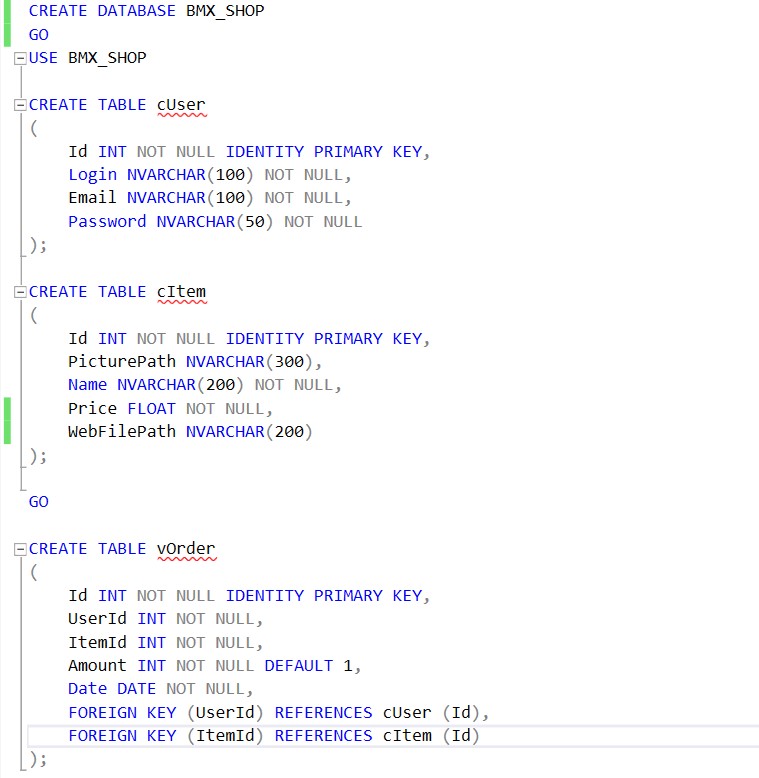 CREATE DATABASE BMX_SHOP
GO
USE BMX_SHOP
CREATE TABLE cUser
(
Id INT NOT NULL IDENTITY PRIMARY KEY,
Login NVARCHAR(100) NOT NULL,
Email NVARCHAR(100) NOT NULL,
Password NVARCHAR(50) NOT NULL
);
CREATE TABLE cItem
(
Id INT NOT NULL IDENTITY PRIMARY KEY,
PicturePath NVARCHAR(300),
Name NVARCHAR(200) NOT NULL,
Price FLOAT NOT NULL,
WebFilePath NVARCHAR(200)
);
GO
CREATE TABLE vOrder
(
Id INT NOT NULL IDENTITY PRIMARY KEY,
UserId INT NOT NULL,
ItemId INT NOT NULL,
Amount INT NOT NULL DEFAULT 1,
Date DATE NOT NULL,
FOREIGN KEY (UserId) REFERENCES cUser (Id),
FOREIGN KEY (ItemId) REFERENCES cItem (Id)
);